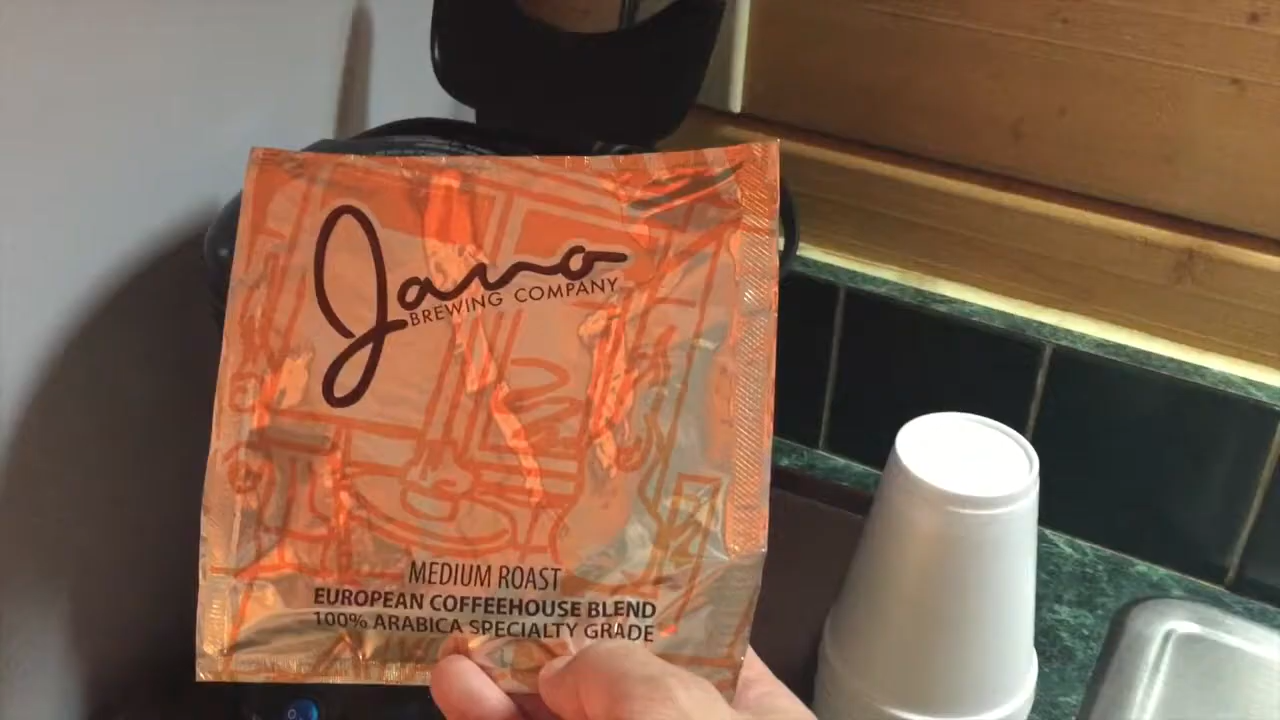 Java
BREWING COMPANY
MEDIUM ROAST
EUROPEAN COFFEEHOUSE BLEND
100% ARABICA SPECIALTY GRADE